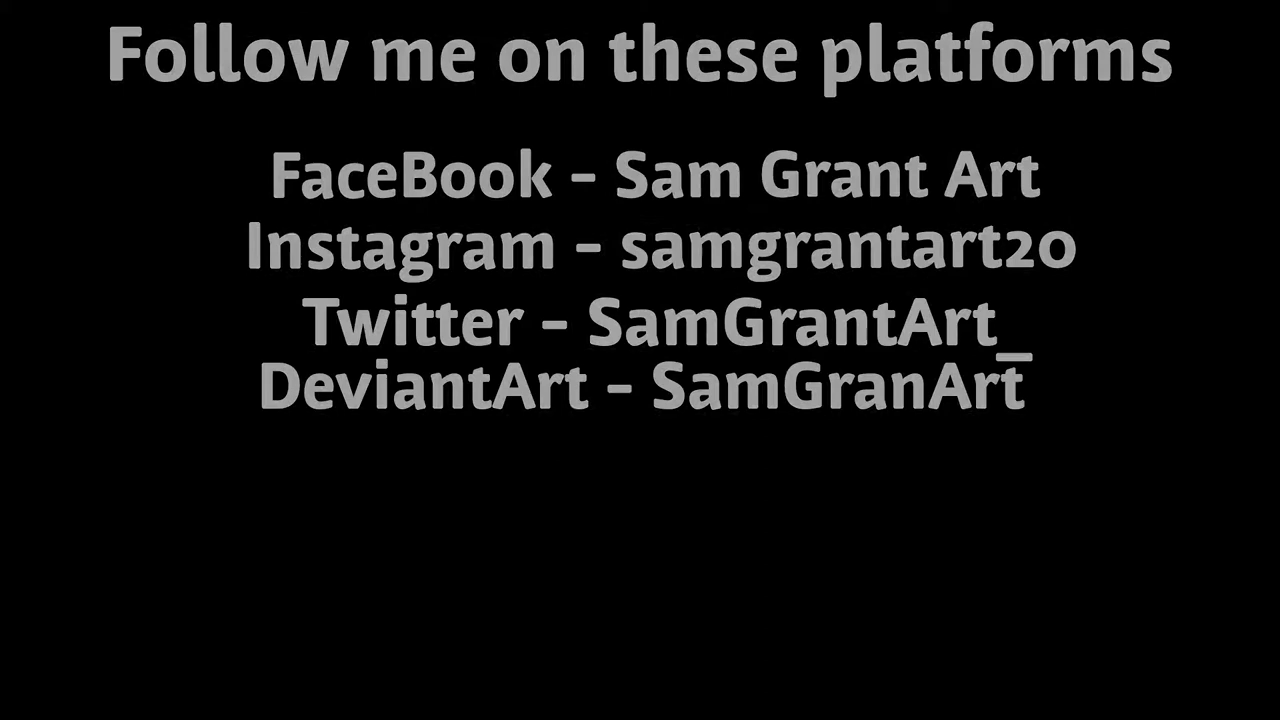 Follow me on these platforms
FaceBook - Sam Grant Art
Instagram - samgrantart20
Twitter - SamGrantArt_
DeviantArt - SamGranArt